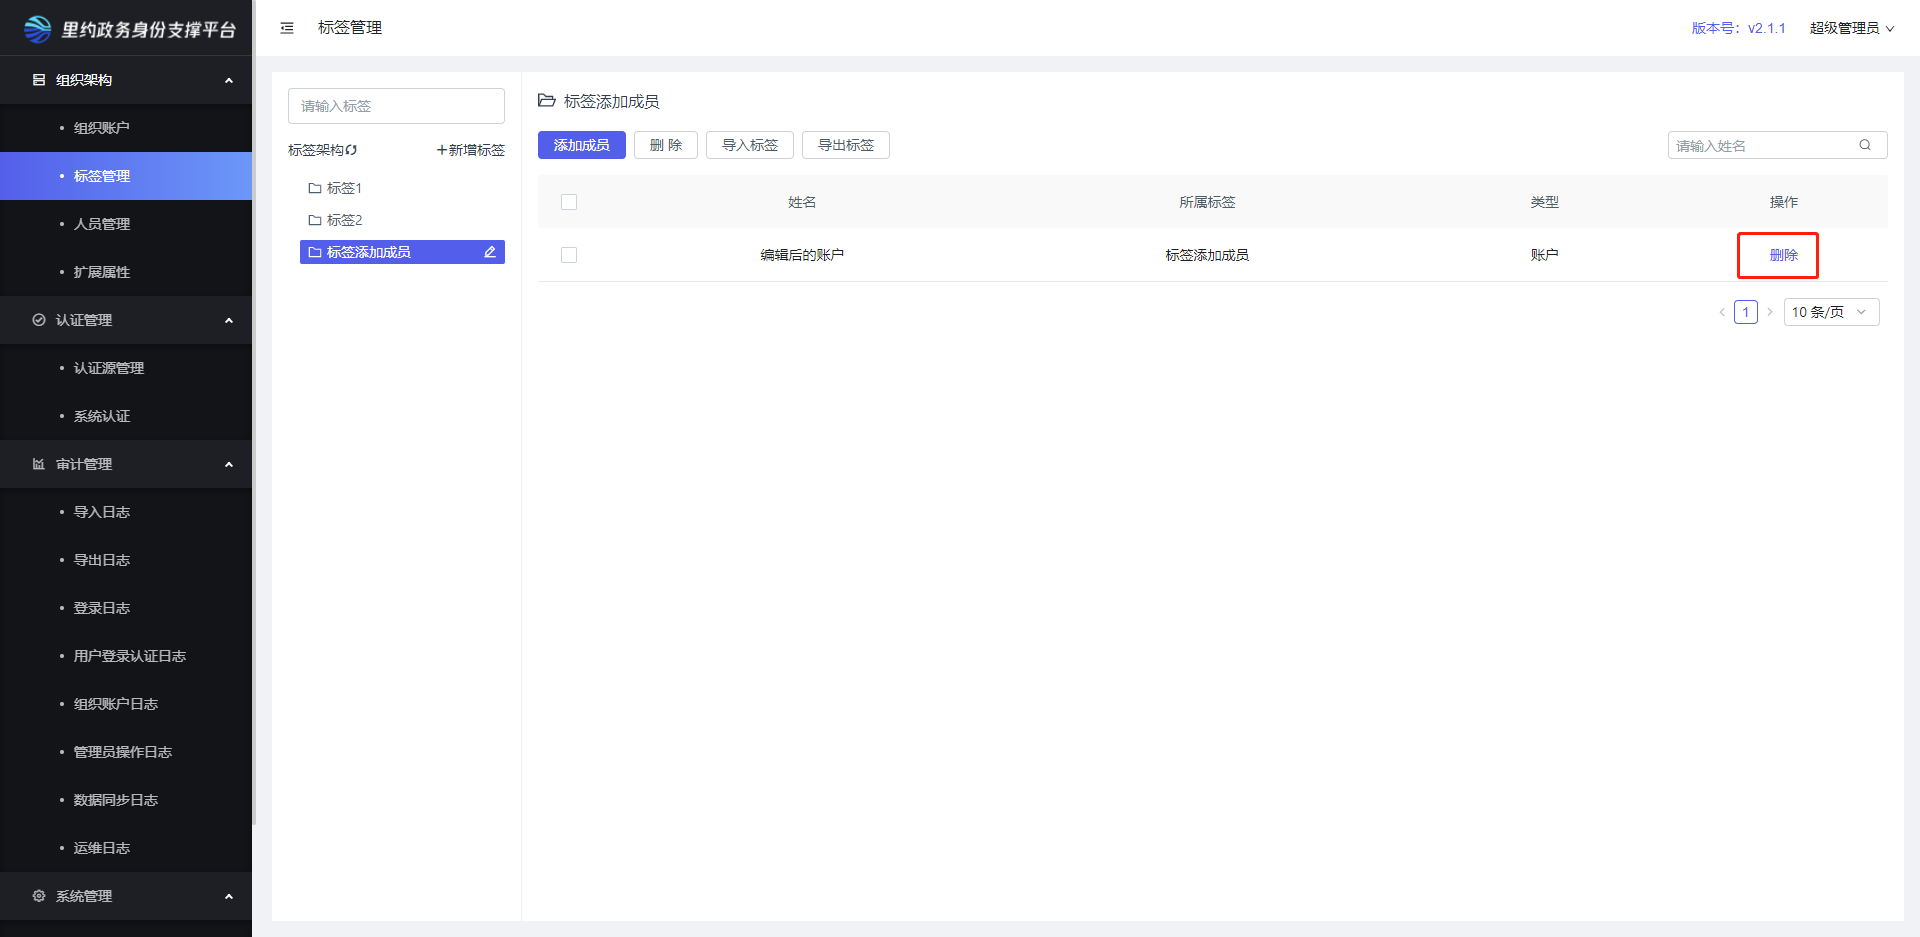 里约政务身份支撑平台
标签管理
版本号：v2.1.1
超级管理员
组织架构
组织账户
标签管理
人员管理
扩展属性
认证管理
认证源管理
系统认证
审计管理
导入日志
导出日志
登录日志
用户登录认证日志
组织账户日志
管理员操作日志
数据同步日志
运维日志
系统管理
请输入标签
标签架构
新增标签
标签1
标签2
标签添加成员
标签添加成员
添加成员 删 除 导入标签 导出标签
请输入姓名
姓名 所属标签 类型 操作
编辑后的账户 标签添加成员 账户 删除
1 10 条/页